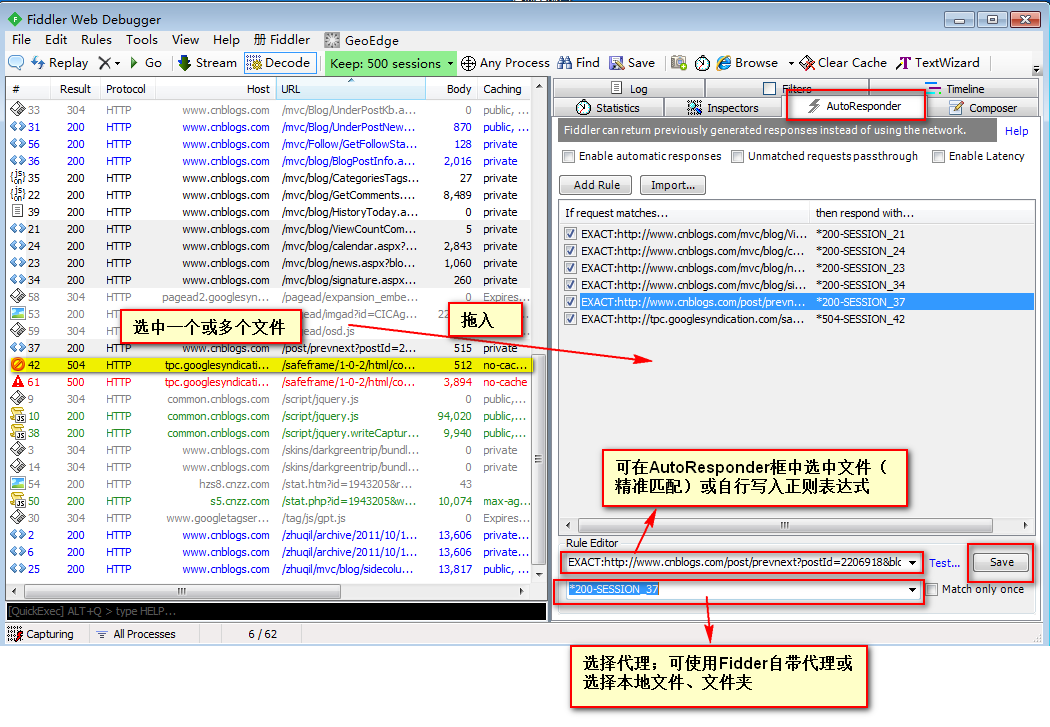 Fiddler Web Debugger
File Edit Rules Tools View Help 册 Fiddler GeoEdge
Replay Go Stream Decode Keep: 500 sessions Any Process Find Save Browse Clear Cache TextWizard
# Result Protocol Host URL Body Caching
33 304 HTTP www.cnblogs.com /mvc/Blog/UnderPostKb.a... 0 public, ...
31 200 HTTP www.cnblogs.com /mvc/Blog/UnderPostNew... 870 public, ...
56 200 HTTP www.cnblogs.com /mvc/Follow/GetFollowStat... 128 private
36 200 HTTP www.cnblogs.com /mvc/blog/BlogPostInfo.a... 2,016 private
35 200 HTTP www.cnblogs.com /mvc/blog/CategoriesTags... 27 private
22 200 HTTP www.cnblogs.com /mvc/blog/GetComments.... 8,489 private
39 200 HTTP www.cnblogs.com /mvc/blog/HistoryToday.a... 0 private
21 200 HTTP www.cnblogs.com /mvc/blog/ViewCountCom... 5 private
24 200 HTTP www.cnblogs.com /mvc/blog/calendar.aspx?... 2,843 private
23 200 HTTP www.cnblogs.com /mvc/blog/news.aspx?blo... 1,060 private
34 200 HTTP www.cnblogs.com /mvc/blog/signature.aspx... 260 private
58 304 HTTP pagead2.googlesyn... /pagead/expansion_embe... 0 Expires...
53 200 /imgad?id=CICAg...
59 304 ead/osd.js
37 200 HTTP www.cnblogs.com /post/prevnext?postId=2... 515 private
42 504 HTTP tpc.googlesyndicati... /safeframe/1-0-2/html/co... 512 no-cac...
61 500 HTTP tpc.googlesyndicati... /safeframe/1-0-2/html/co... 3,894 no-cache
9 304 HTTP common.cnblogs.com /script/jquery.js 0 public,...
10 200 HTTP common.cnblogs.com /script/jquery.js 94,020 public,...
38 200 HTTP common.cnblogs.com /script/jquery.writeCaptur... 9,940 public,...
3 304 HTTP www.cnblogs.com /skins/darkgreentrip/bundl... 0 private
14 304 HTTP www.cnblogs.com /skins/darkgreentrip/bundl... 0 private
54 200 HTTP hzs8.cnzz.com /stat.htm?id=1943205&r... 43
50 200 HTTP s5.cnzz.com /stat.php?id=1943205&w... 10,074 max-ag...
30 304 HTTP www.googletagser... /tag/js/gpt.js 0 Expires...
2 200 HTTP www.cnblogs.com /zhuqil/archive/2011/10/1... 13,606 private...
6 200 HTTP www.cnblogs.com /zhuqil/archive/2011/10/1... 13,606 private...
25 200 HTTP www.cnblogs.com /zhuqil/mvc/blog/sidecolu... 13,817 public, ...
选中一个或多个文件
拖入
[QuickExec] ALT+Q > type HELP...
Capturing All Processes 6 / 62
Log Filters Timeline
Statistics Inspectors AutoResponder Composer
Fiddler can return previously generated responses instead of using the network. Help
Enable automatic responses Unmatched requests passthrough Enable Latency
Add Rule Import...
If request matches... then respond with...
EXACT:http://www.cnblogs.com/mvc/blog/Vi... *200-SESSION_21
EXACT:http://www.cnblogs.com/mvc/blog/c... *200-SESSION_24
EXACT:http://www.cnblogs.com/mvc/blog/n... *200-SESSION_23
EXACT:http://www.cnblogs.com/mvc/blog/si... *200-SESSION_34
EXACT:http://www.cnblogs.com/post/prevn... *200-SESSION_37
EXACT:http://tpc.googlesyndication.com/sa... *504-SESSION_42
可在AutoResponder框中选中文件（
精准匹配）或自行写入正则表达式
Rule Editor
EXACT:http://www.cnblogs.com/post/prevnext?postId=2206918&blo Test... Save
*200-SESSION_37 Match only once
选择代理；可使用Fidder自带代理或
选择本地文件、文件夹